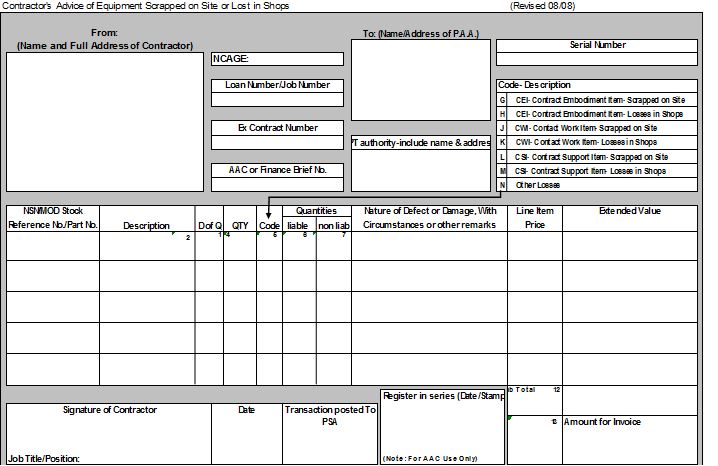 Contractor's Advice of Equipment Scrapped on Site or Lost in Shops (Revised 08/08)
From:
(Name and Full Address of Contractor)
To: (Name/Address of P.A.A.)
Serial Number
NCAGE:
Loan Number/Job Number
Code- Description
G CEI- Contract Embodiment Item- Scrapped on Site
H CEI- Contract Embodiment Item- Losses in Shops
Ex Contract Number
J CWI- Contact Work Item- Scrapped on Site
T authority-include name & addres
K CWI- Contact Work Item- Losses in Shops
L CSI- Contract Support Item- Scrapped on Site
AAC or Finance Brief No.
M CSI- Contract Support Item- Losses in Shops
N Other Losses
NSN/MOD Stock
Reference No./Part No.
Description
D of Q
QTY
Code
Quantities
liable
non liab
Nature of Defect or Damage, With
Circumstances or other remarks
Line Item
Price
Extended Value
2 1 4 5 6 7
b Total 12
Register in series (Date/Stamp
Signature of Contractor
Date
Transaction posted To
PSA
13 Amount for Invoice
Job Title/Position:
(Note: For AAC Use Only)